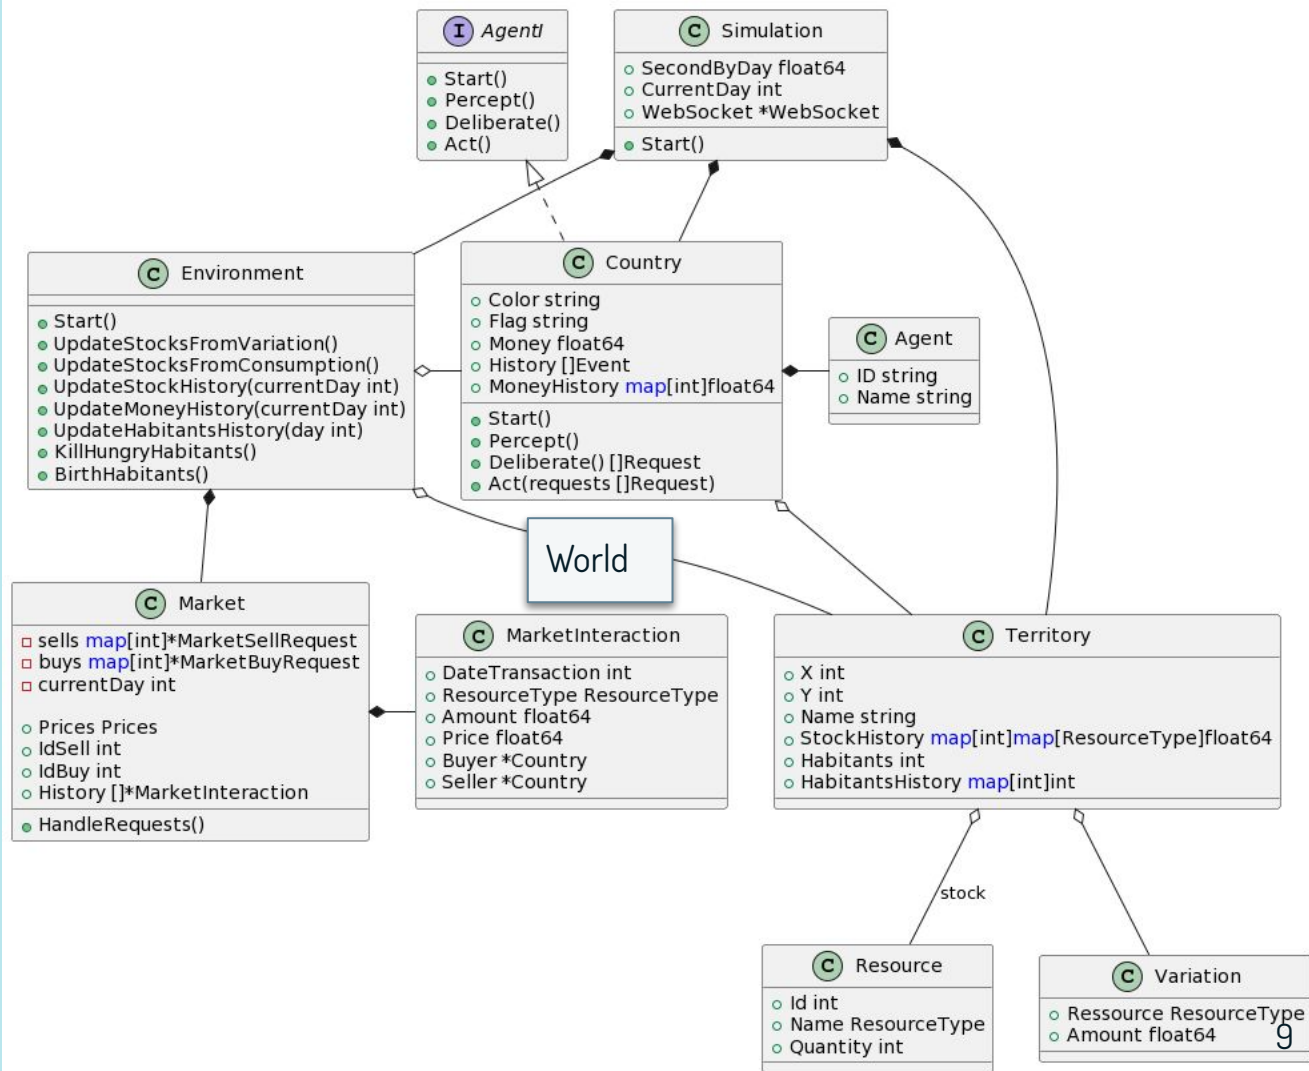 I AgentI
Start()
Percept()
Deliberate()
Act()
C Simulation
SecondByDay float64
CurrentDay int
WebSocket *WebSocket
Start()
C Environment
Start()
UpdateStocksFromVariation()
UpdateStocksFromConsumption()
UpdateStockHistory(currentDay int)
UpdateMoneyHistory(currentDay int)
UpdateHabitantsHistory(day int)
KillHungryHabitants()
BirthHabitants()
C Country
Color string
Flag string
Money float64
History []Event
MoneyHistory map[int]float64
Start()
Percept()
Deliberate() []Request
Act(requests []Request)
C Agent
ID string
Name string
World
C Market
sells map[int]*MarketSellRequest
buys map[int]*MarketBuyRequest
currentDay int
Prices Prices
IdSell int
IdBuy int
History []*MarketInteraction
HandleRequests()
C MarketInteraction
DateTransaction int
ResourceType ResourceType
Amount float64
Price float64
Buyer *Country
Seller *Country
C Territory
X int
Y int
Name string
StockHistory map[int]map[ResourceType]float64
Habitants int
HabitantsHistory map[int]int
stock
C Resource
Id int
Name ResourceType
Quantity int
C Variation
Ressource ResourceType
Amount float64
9